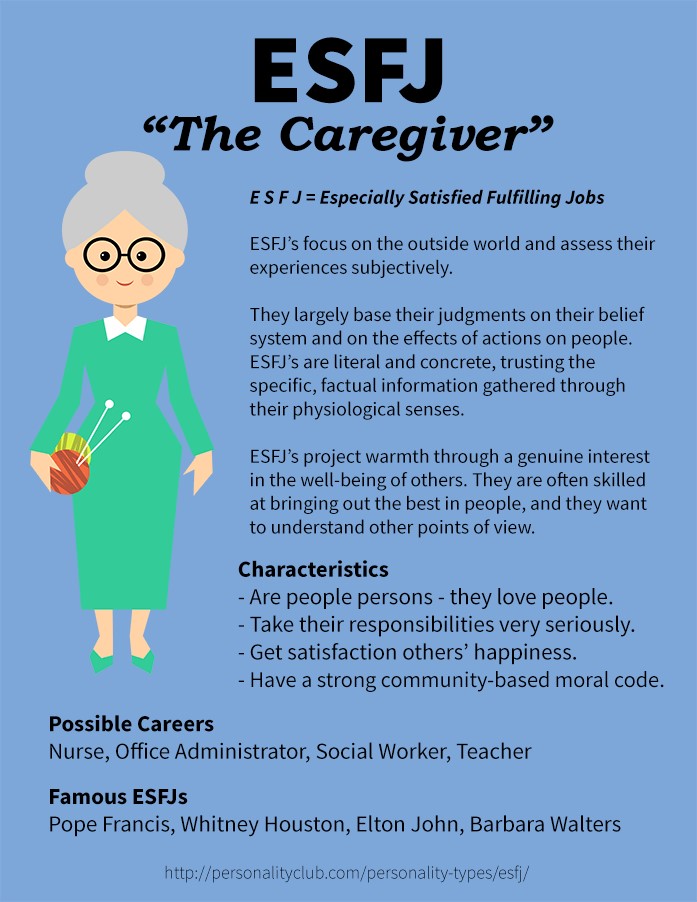 ESFJ
“The Caregiver”
E S F J = Especially Satisfied Fulfilling Jobs
ESFJ’s focus on the outside world and assess their
experiences subjectively.
They largely base their judgments on their belief
system and on the effects of actions on people.
ESFJ’s are literal and concrete, trusting the
specific, factual information gathered through
their physiological senses.
ESFJ’s project warmth through a genuine interest
in the well-being of others. They are often skilled
at bringing out the best in people, and they want
to understand other points of view.
Characteristics
- Are people persons - they love people.
- Take their responsibilities very seriously.
- Get satisfaction others’ happiness.
- Have a strong community-based moral code.
Possible Careers
Nurse, Office Administrator, Social Worker, Teacher
Famous ESFJs
Pope Francis, Whitney Houston, Elton John, Barbara Walters
http://personalityclub.com/personality-types/esfj/